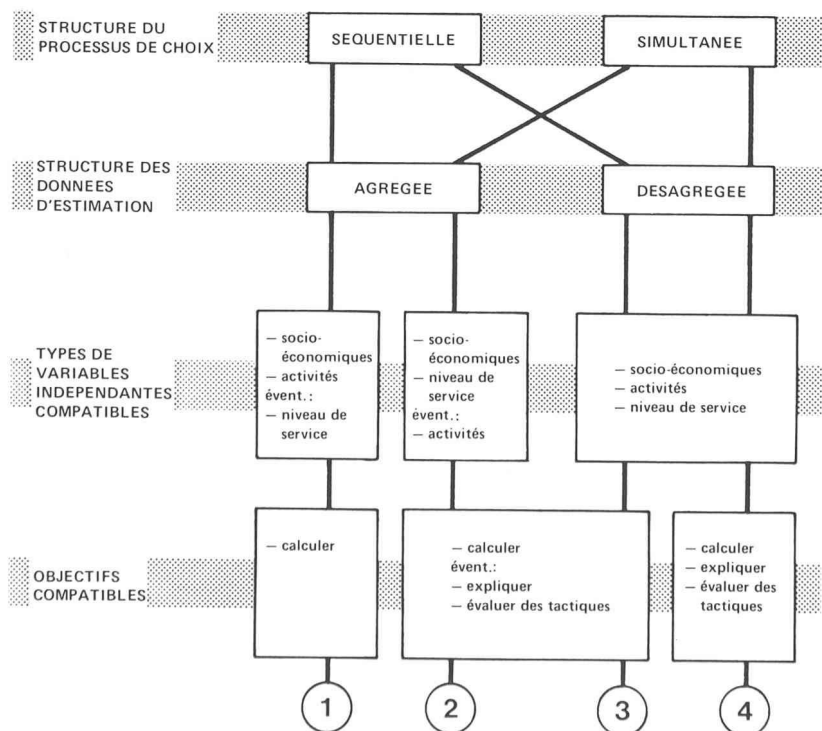 STRUCTURE DU
PROCESSUS DE CHOIX
SEQUENTIELLE
SIMULTANEE
STRUCTURE DES
DONNEES
D'ESTIMATION
AGREGEE
DESAGREGEE
TYPES DE
VARIABLES
INDEPENDANTES
COMPATIBLES
— socio-
économiques
— activités
évent.:
— niveau de
service
— socio-
économiques
— niveau de
service
évent.:
— activités
— socio-économiques
— activités
— niveau de service
OBJECTIFS
COMPATIBLES
— calculer
— calculer
évent.:
— expliquer
— évaluer des tactiques
— calculer
— expliquer
— évaluer des
tactiques
1
2
3
4